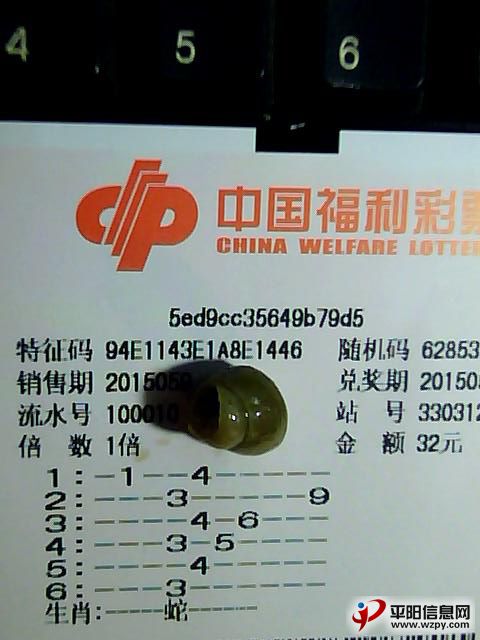 4 5 6
中国福利彩票
CHINA WELFARE LOTTE
5ed9cc35649b79d5
特征码 94E1143E1A8E1446 随机码 62853
销售期 2015050 兑奖期 20150
流水号 100010 站 号 330312
倍 数 1倍 金 额 32元
1:--1---4------
2:----3------9
3:-----4--6----
4:----3--5-----
5:-----4-------
6:----3--------
生肖:------蛇-------
平阳信息网
www.wzpy.com